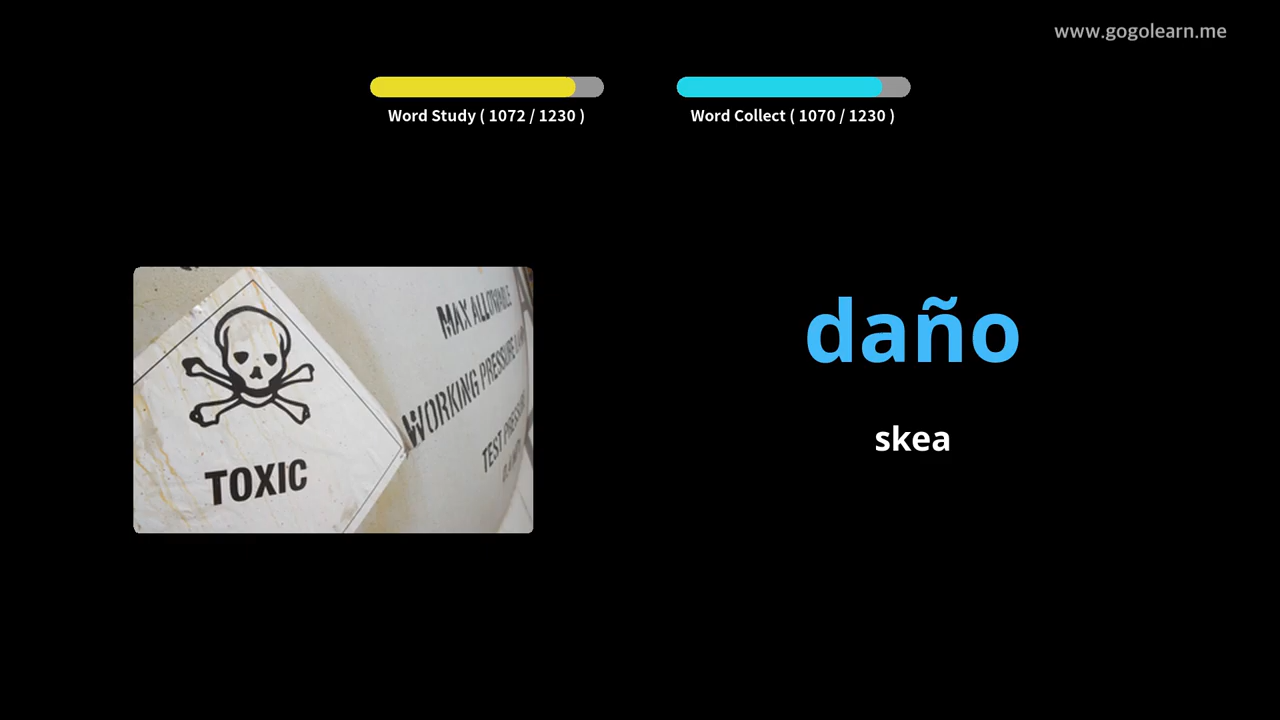 www.gogolearn.me
Word Study ( 1072 / 1230 )
Word Collect ( 1070 / 1230 )
MAX ALLOWABLE
WORKING PRESSURE
TEST PRESSURE
TOXIC
daño
skea